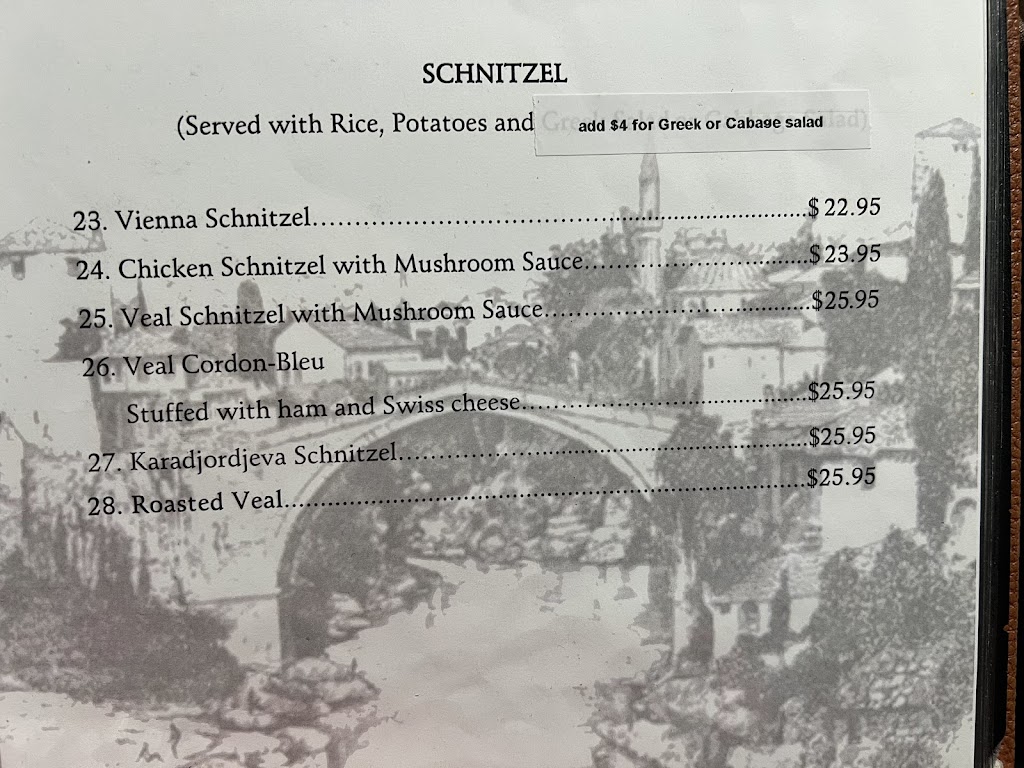 SCHNITZEL
(Served with Rice, Potatoes and add $4 for Greek or Cabage salad
23. Vienna Schnitzel.......................................................................$ 22.95
24. Chicken Schnitzel with Mushroom Sauce................................$ 23.95
25. Veal Schnitzel with Mushroom Sauce......................................$25.95
26. Veal Cordon-Bleu
Stuffed with ham and Swiss cheese........................................$25.95
27. Karadjordjeva Schnitzel..........................................................$25.95
28. Roasted Veal............................................................................$25.95